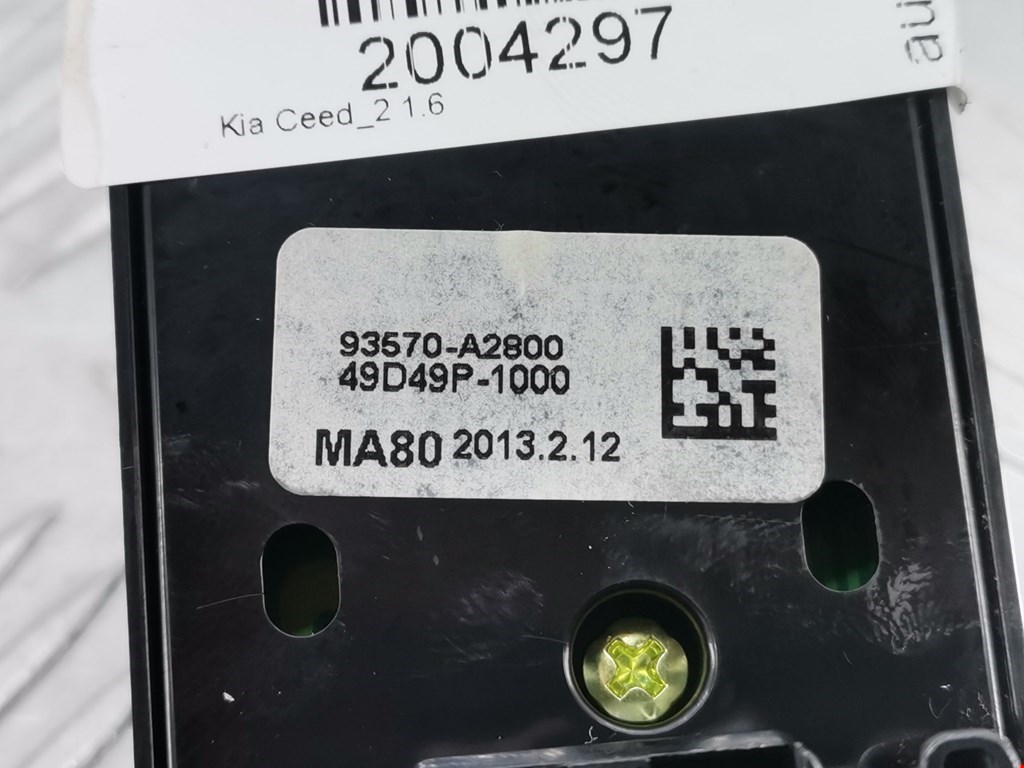 2004297
Kia Ceed_2 1.6
93570-A2800
49D49P-1000
MA80 2013.2.12